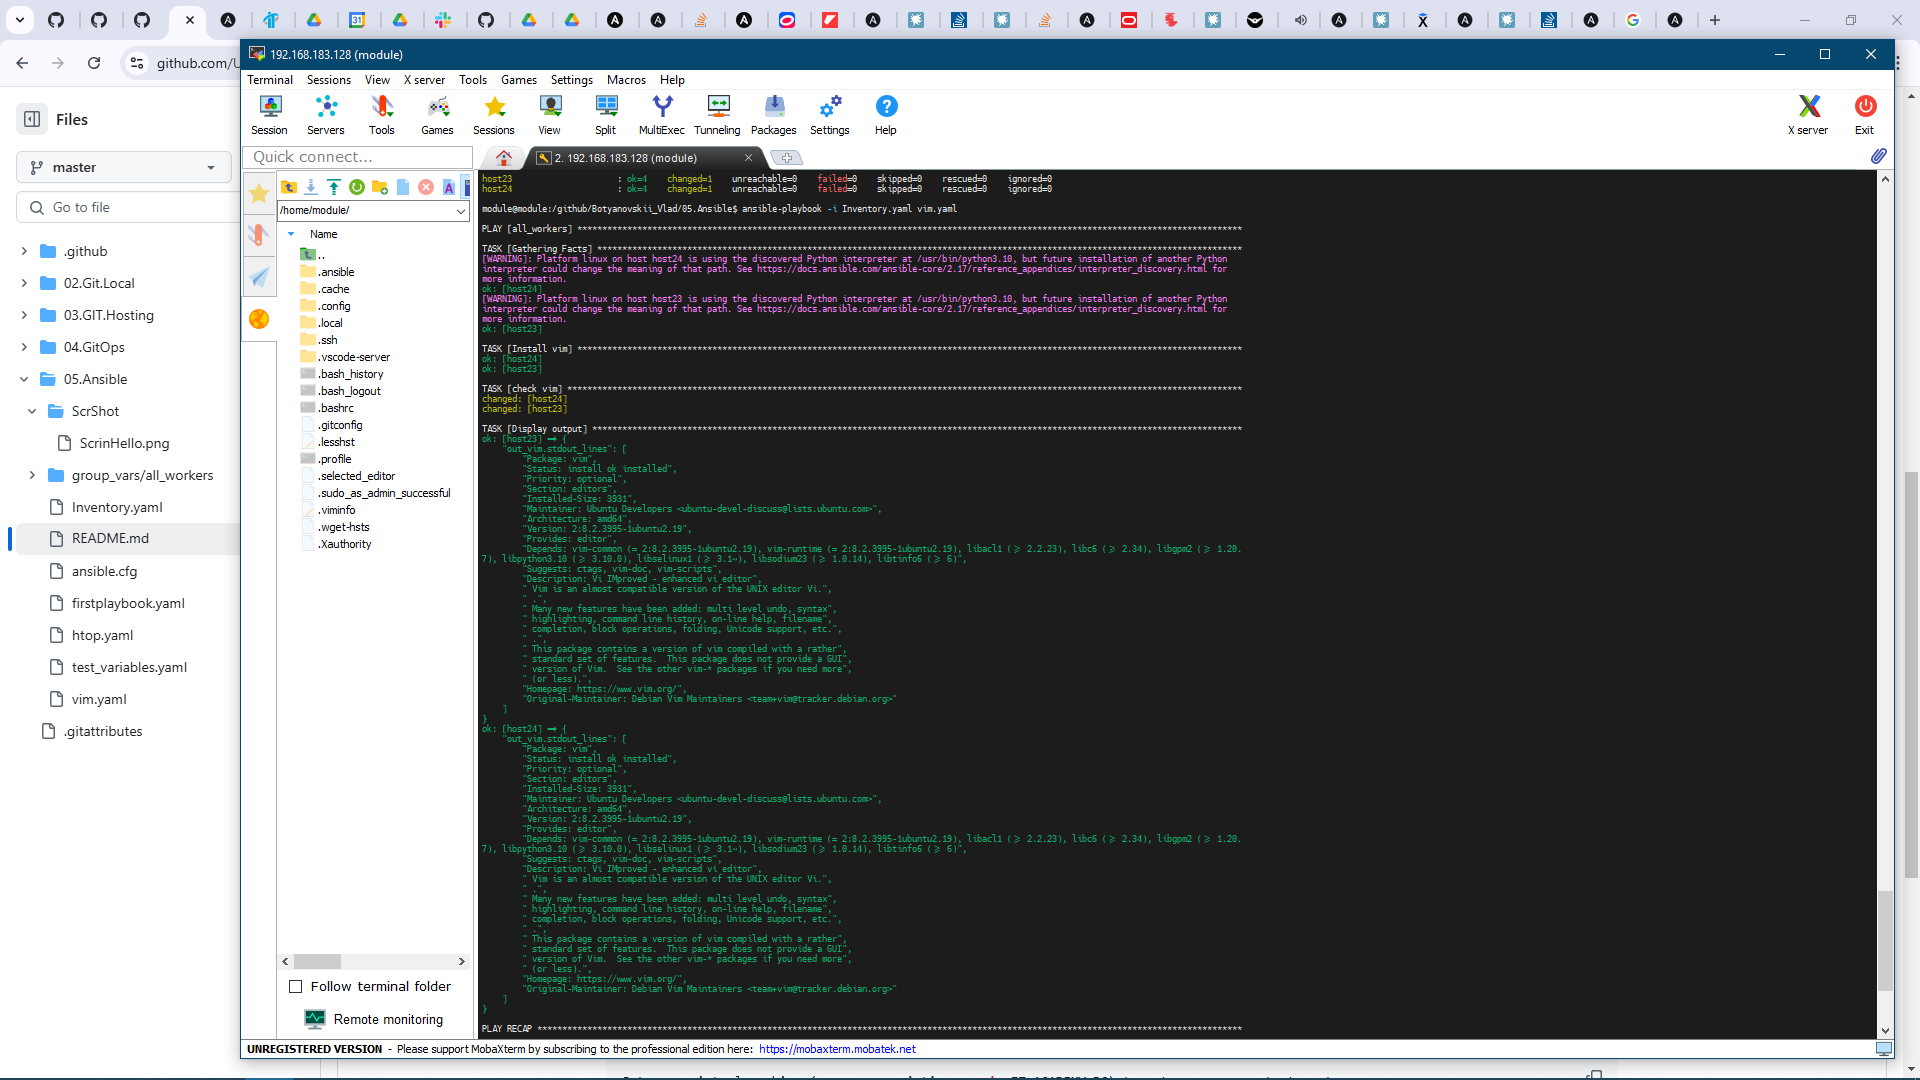 192.168.183.128 (module)
github.com/U
Terminal Sessions View X server Tools Games Settings Macros Help
Session Servers Tools Games Sessions View Split MultiExec Tunneling Packages Settings Help X server Exit
Files
master
Go to file
.github
02.Git.Local
03.GIT.Hosting
04.GitOps
05.Ansible
ScrShot
ScrinHello.png
group_vars/all_workers
Inventory.yaml
README.md
ansible.cfg
firstplaybook.yaml
htop.yaml
test_variables.yaml
vim.yaml
.gitattributes
Quick connect...
2. 192.168.183.128 (module)
/home/module/
Name
..
.ansible
.cache
.config
.local
.ssh
.vscode-server
.bash_history
.bash_logout
.bashrc
.gitconfig
.lesshst
.profile
.selected_editor
.sudo_as_admin_successful
.viminfo
.wget-hsts
.Xauthority
Follow terminal folder
Remote monitoring
host23 : ok=4 changed=1 unreachable=0 failed=0 skipped=0 rescued=0 ignored=0
host24 : ok=4 changed=1 unreachable=0 failed=0 skipped=0 rescued=0 ignored=0
module@module:/github/Botyanovskii_Vlad/05.Ansible$ ansible-playbook -i Inventory.yaml vim.yaml
PLAY [all_workers]
TASK [Gathering Facts]
[WARNING]: Platform linux on host host24 is using the discovered Python interpreter at /usr/bin/python3.10, but future installation of another Python
interpreter could change the meaning of that path. See https://docs.ansible.com/ansible-core/2.17/reference_appendices/interpreter_discovery.html for
more information.
ok: [host24]
[WARNING]: Platform linux on host host23 is using the discovered Python interpreter at /usr/bin/python3.10, but future installation of another Python
interpreter could change the meaning of that path. See https://docs.ansible.com/ansible-core/2.17/reference_appendices/interpreter_discovery.html for
more information.
ok: [host23]
TASK [Install vim]
ok: [host24]
ok: [host23]
TASK [check vim]
changed: [host24]
changed: [host23]
TASK [Display output]
ok: [host23] => {
"out_vim.stdout_lines": [
"Package: vim",
"Status: install ok installed",
"Priority: optional",
"Section: editors",
"Installed-Size: 3931",
"Maintainer: Ubuntu Developers <ubuntu-devel-discuss@lists.ubuntu.com>",
"Architecture: amd64",
"Version: 2:8.2.3995-1ubuntu2.19",
"Provides: editor",
"Depends: vim-common (= 2:8.2.3995-1ubuntu2.19), vim-runtime (= 2:8.2.3995-1ubuntu2.19), libacl1 (>= 2.2.23), libc6 (>= 2.34), libgpm2 (>= 1.20.
7), libpython3.10 (>= 3.10.0), libselinux1 (>= 3.1~), libsodium23 (>= 1.0.14), libtinfo6 (>= 6)",
"Suggests: ctags, vim-doc, vim-scripts",
"Description: Vi IMproved - enhanced vi editor",
" Vim is an almost compatible version of the UNIX editor Vi.",
" .",
" Many new features have been added: multi level undo, syntax",
" highlighting, command line history, on-line help, filename",
" completion, block operations, folding, Unicode support, etc.",
" .",
" This package contains a version of vim compiled with a rather",
" standard set of features.  This package does not provide a GUI",
" version of Vim.  See the other vim-* packages if you need more",
" (or less).",
"Homepage: https://www.vim.org/",
"Original-Maintainer: Debian Vim Maintainers <team+vim@tracker.debian.org>"
]
}
ok: [host24] => {
"out_vim.stdout_lines": [
"Package: vim",
"Status: install ok installed",
"Priority: optional",
"Section: editors",
"Installed-Size: 3931",
"Maintainer: Ubuntu Developers <ubuntu-devel-discuss@lists.ubuntu.com>",
"Architecture: amd64",
"Version: 2:8.2.3995-1ubuntu2.19",
"Provides: editor",
"Depends: vim-common (= 2:8.2.3995-1ubuntu2.19), vim-runtime (= 2:8.2.3995-1ubuntu2.19), libacl1 (>= 2.2.23), libc6 (>= 2.34), libgpm2 (>= 1.20.
7), libpython3.10 (>= 3.10.0), libselinux1 (>= 3.1~), libsodium23 (>= 1.0.14), libtinfo6 (>= 6)",
"Suggests: ctags, vim-doc, vim-scripts",
"Description: Vi IMproved - enhanced vi editor",
" Vim is an almost compatible version of the UNIX editor Vi.",
" .",
" Many new features have been added: multi level undo, syntax",
" highlighting, command line history, on-line help, filename",
" completion, block operations, folding, Unicode support, etc.",
" .",
" This package contains a version of vim compiled with a rather",
" standard set of features.  This package does not provide a GUI",
" version of Vim.  See the other vim-* packages if you need more",
" (or less).",
"Homepage: https://www.vim.org/",
"Original-Maintainer: Debian Vim Maintainers <team+vim@tracker.debian.org>"
]
}
PLAY RECAP
UNREGISTERED VERSION - Please support MobaXterm by subscribing to the professional edition here: https://mobaxterm.mobatek.net